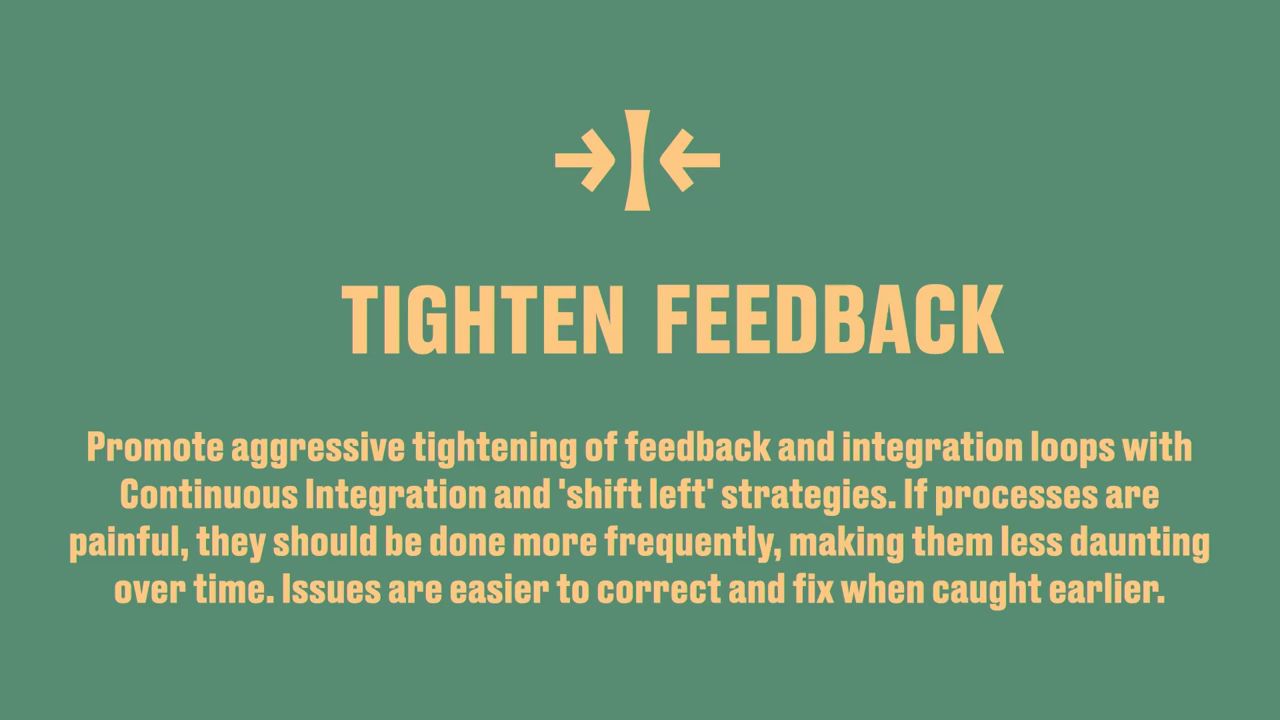 TIGHTEN FEEDBACK
Promote aggressive tightening of feedback and integration loops with
Continuous Integration and 'shift left' strategies. If processes are
painful, they should be done more frequently, making them less daunting
over time. Issues are easier to correct and fix when caught earlier.